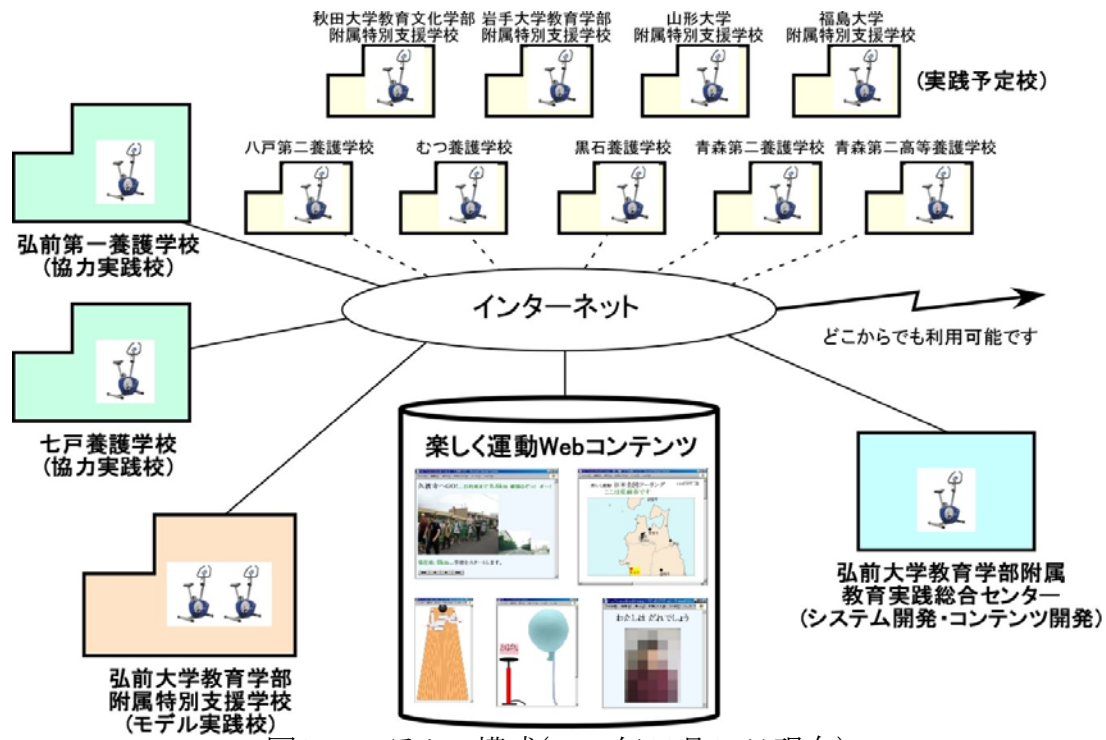 秋田大学教育文化学部
附属特別支援学校
岩手大学教育学部
附属特別支援学校
山形大学
附属特別支援学校
福島大学
附属特別支援学校
(実践予定校)
八戸第二養護学校
むつ養護学校
黒石養護学校
青森第二養護学校
青森第二高等養護学校
弘前第一養護学校
(協力実践校)
インターネット
どこからでも利用可能です
七戸養護学校
(協力実践校)
楽しく運動Webコンテンツ
わたしは だれでしょう
弘前大学教育学部
附属特別支援学校
(モデル実践校)
弘前大学教育学部附属
教育実践総合センター
(システム開発・コンテンツ開発)